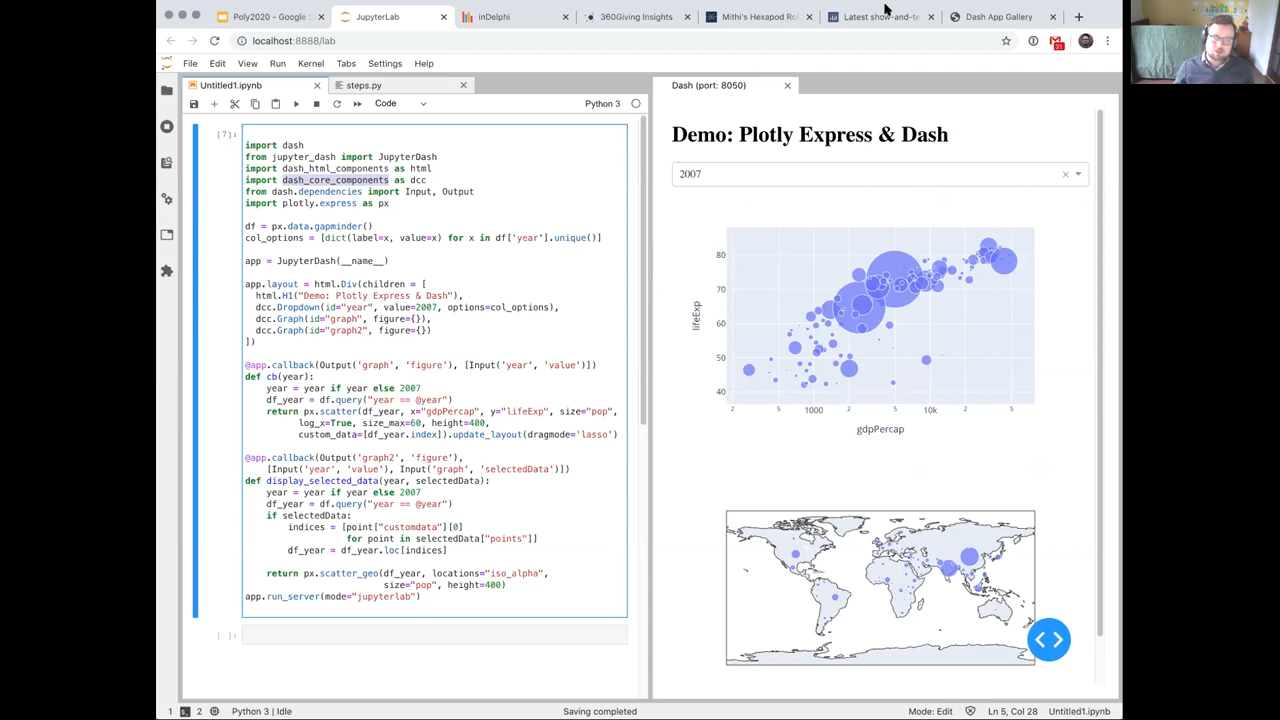 Poly2020 - Google
JupyterLab
inDelphi
360Giving Insights
Mithi's Hexapod Ro
Latest show-and-te
Dash App Gallery
localhost:8888/lab
31
File Edit View Run Kernel Tabs Settings Help
Untitled1.ipynb
steps.py
Dash (port: 8050)
Code
Python 3
[7]:
import dash
from jupyter_dash import JupyterDash
import dash_html_components as html
import dash_core_components as dcc
from dash.dependencies import Input, Output
import plotly.express as px
df = px.data.gapminder()
col_options = [dict(label=x, value=x) for x in df['year'].unique()]
app = JupyterDash(__name__)
app.layout = html.Div(children = [
html.H1("Demo: Plotly Express & Dash"),
dcc.Dropdown(id="year", value=2007, options=col_options),
dcc.Graph(id="graph", figure={}),
dcc.Graph(id="graph2", figure={})
])
@app.callback(Output('graph', 'figure'), [Input('year', 'value')])
def cb(year):
year = year if year else 2007
df_year = df.query("year == @year")
return px.scatter(df_year, x="gdpPercap", y="lifeExp", size="pop",
log_x=True, size_max=60, height=400,
custom_data=[df_year.index]).update_layout(dragmode='lasso')
@app.callback(Output('graph2', 'figure'),
[Input('year', 'value'), Input('graph', 'selectedData')])
def display_selected_data(year, selectedData):
year = year if year else 2007
df_year = df.query("year == @year")
if selectedData:
indices = [point["customdata"][0]
for point in selectedData["points"]]
df_year = df_year.loc[indices]
return px.scatter_geo(df_year, locations="iso_alpha",
size="pop", height=400)
app.run_server(mode="jupyterlab")
[ ]:
Demo: Plotly Express & Dash
2007
80
70
60
50
40
lifeExp
2 5 1000 2 5 10k 2 5
gdpPercap
1 2 Python 3 | Idle
Saving completed
Mode: Edit
Ln 5, Col 28
Untitled1.ipynb